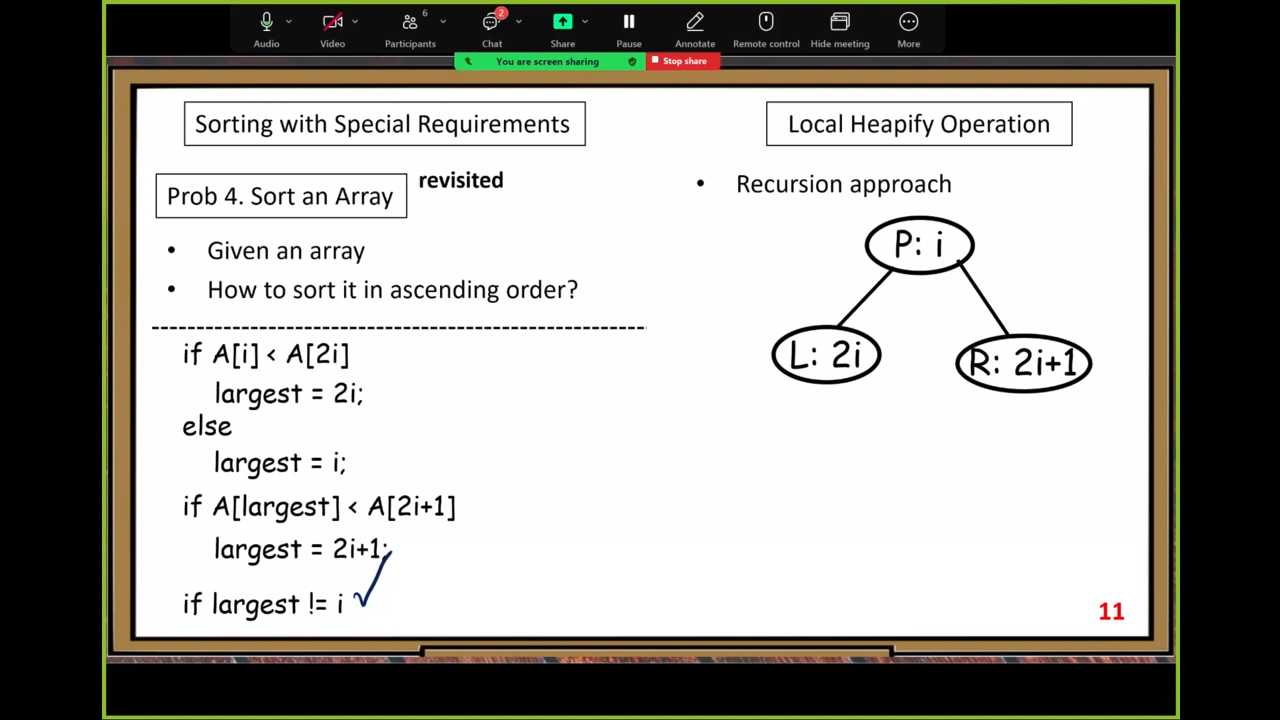 Audio
Video
6
Participants
2
Chat
Share
Pause
Annotate
Remote control
Hide meeting
More
You are screen sharing
Stop share
Sorting with Special Requirements
Prob 4. Sort an Array
revisited
• Given an array
• How to sort it in ascending order?
if A[i] < A[2i]
largest = 2i;
else
largest = i;
if A[largest] < A[2i+1]
largest = 2i+1;
if largest != i
Local Heapify Operation
• Recursion approach
P: i
L: 2i
R: 2i+1
11